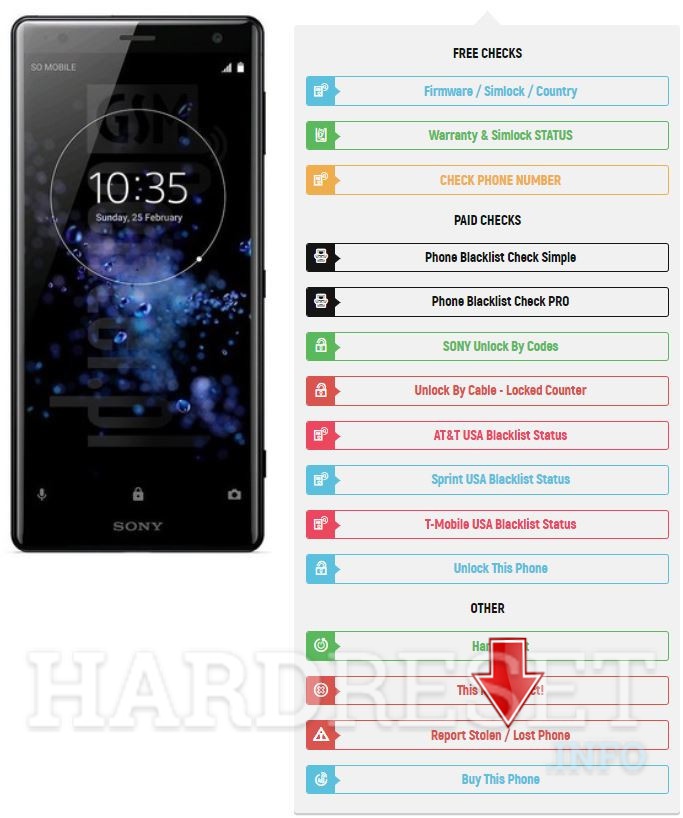 SO MOBILE
10:35
Sunday, 25 February
SONY
FREE CHECKS
Firmware / Simlock / Country
Warranty & Simlock STATUS
CHECK PHONE NUMBER
PAID CHECKS
Phone Blacklist Check Simple
Phone Blacklist Check PRO
SONY Unlock By Codes
Unlock By Cable - Locked Counter
AT&T USA Blacklist Status
Sprint USA Blacklist Status
T-Mobile USA Blacklist Status
Unlock This Phone
OTHER
This
Report Stolen / Lost Phone
Buy This Phone
HARDRESET
.INFO
GSM